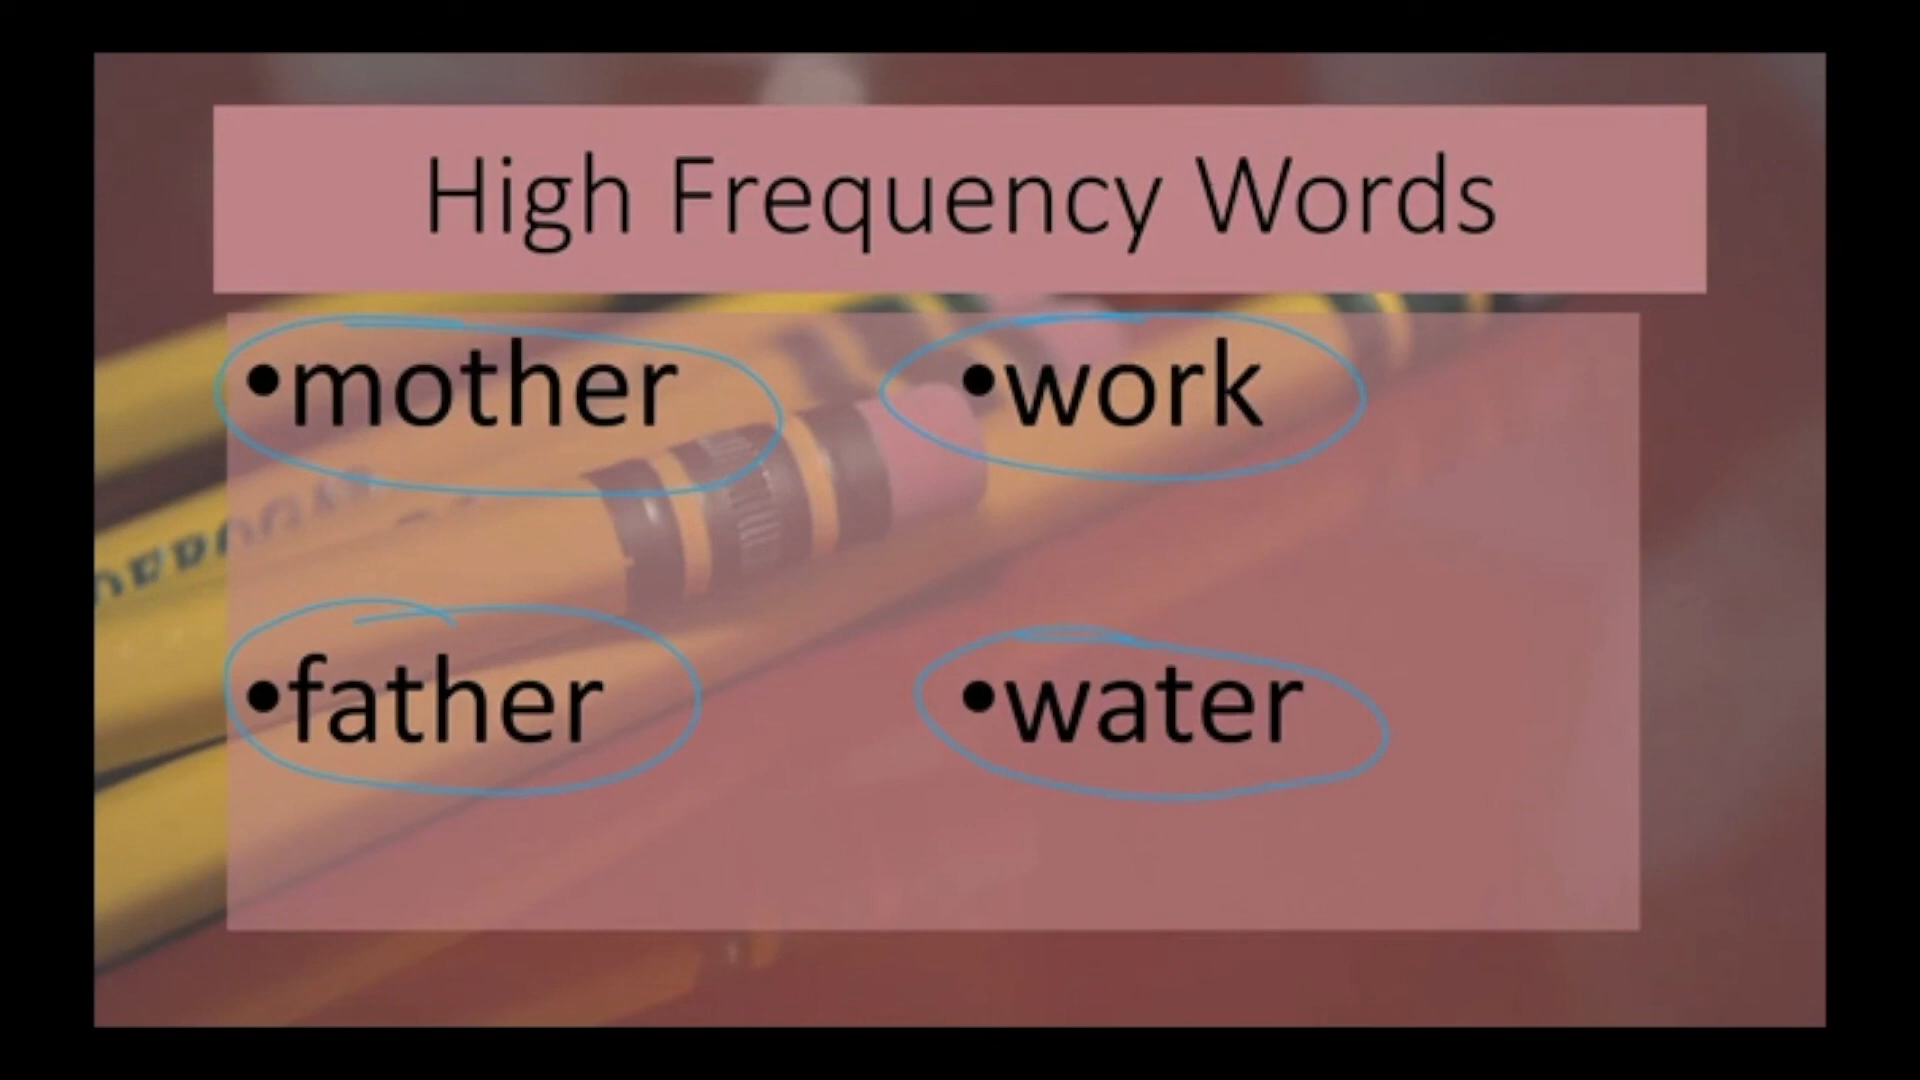 High Frequency Words
•mother
•father
•work
•water